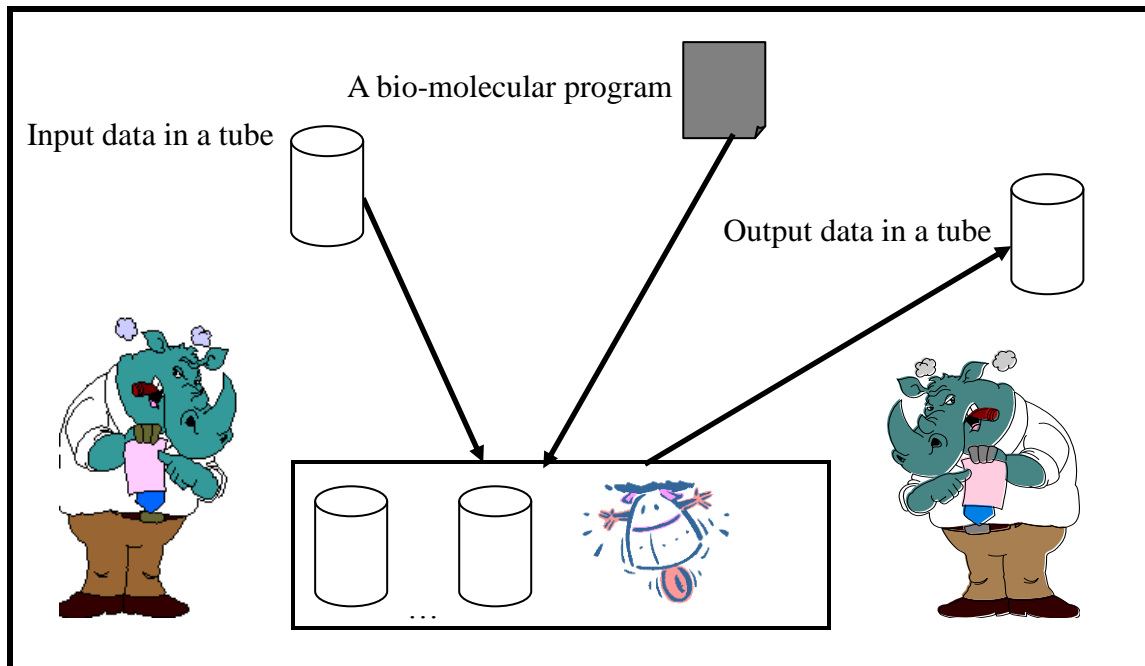 A bio-molecular program
Input data in a tube
Output data in a tube
...